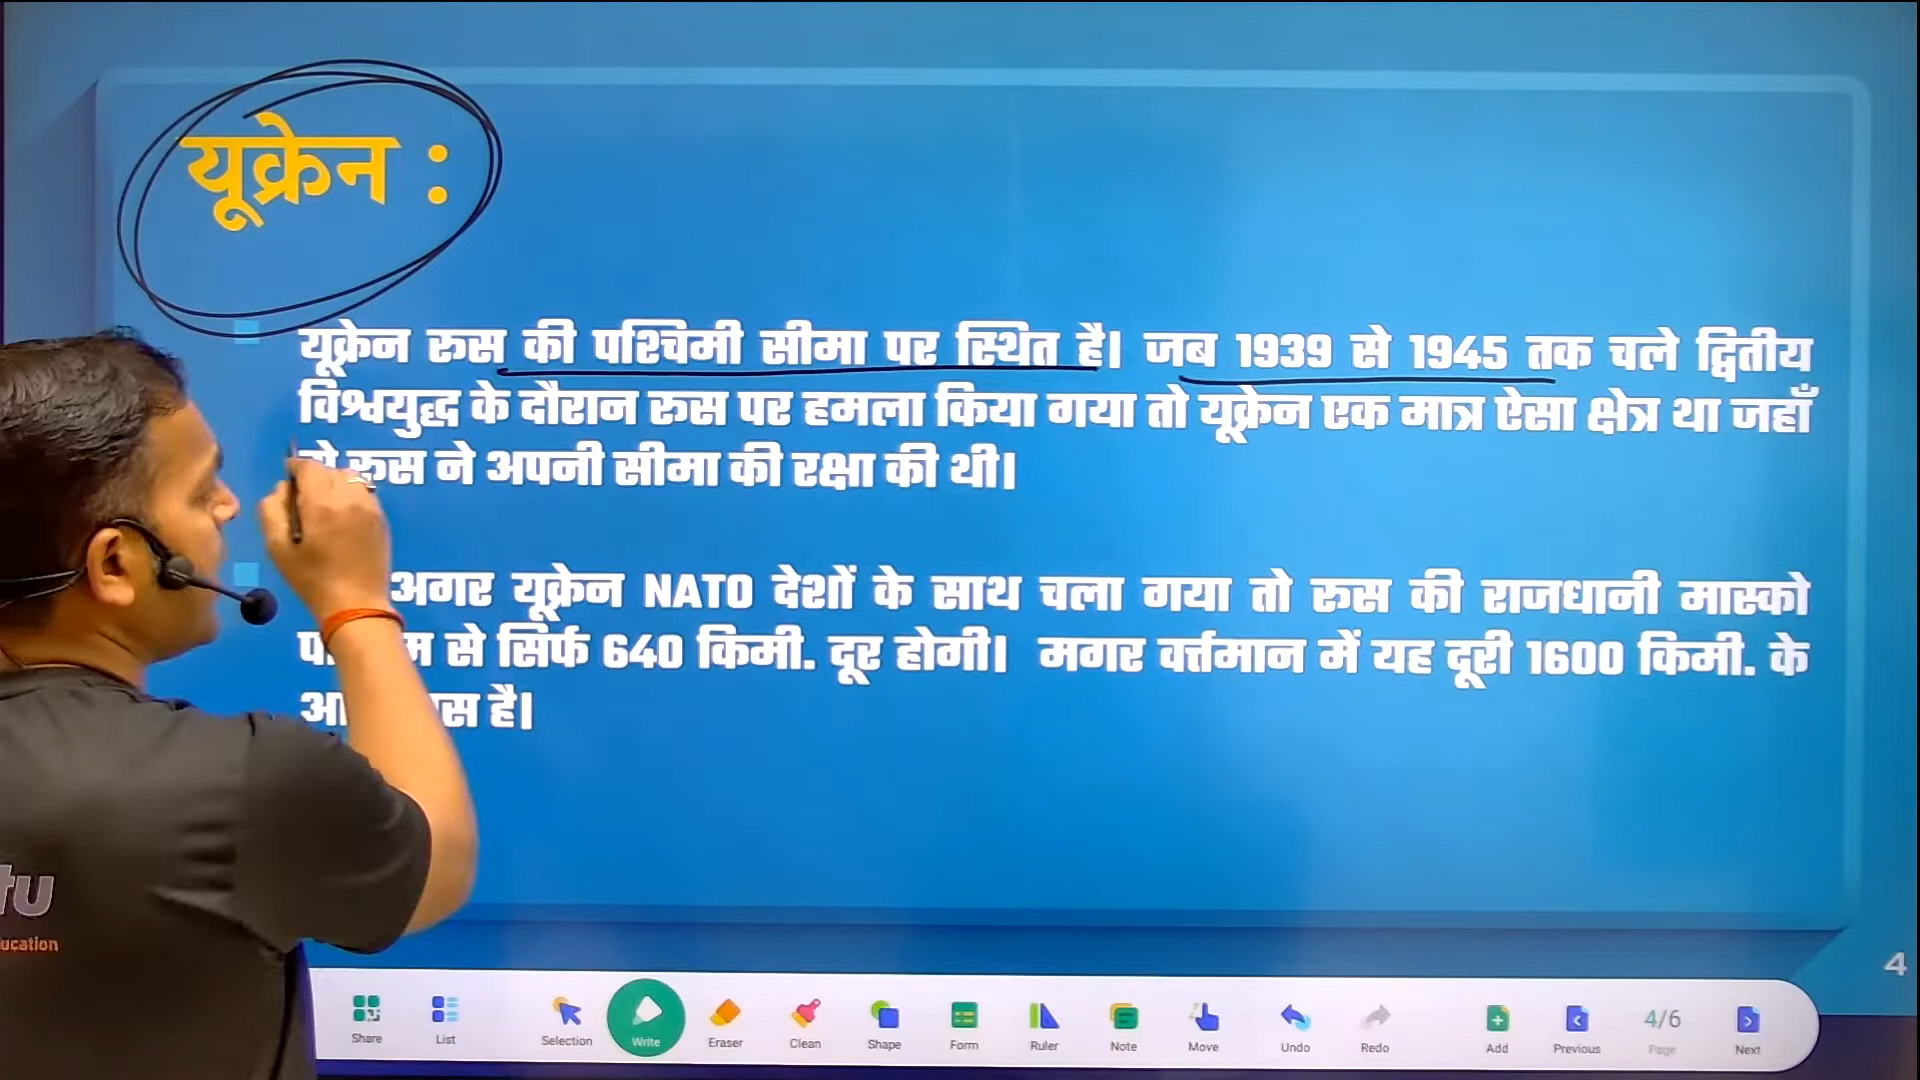 यूक्रेन :
यूक्रेन रुस की पश्चिमी सीमा पर स्थित है। जब 1939 से 1945 तक चले द्वितीय
विश्वयुद्ध के दौरान रुस पर हमला किया गया तो यूक्रेन एक मात्र ऐसा क्षेत्र था जहाँ
रुस ने अपनी सीमा की रक्षा की थी।
अगर यूक्रेन NATO देशों के साथ चला गया तो रुस की राजधानी मास्को
से सिर्फ 640 किमी. दूर होगी। मगर वर्तमान में यह दूरी 1600 किमी. के
है।
4
tu
ucation
Share List Selection Write Eraser Clean Shape Form Ruler Note Move Undo Redo Add Previous 4/6 Page Next